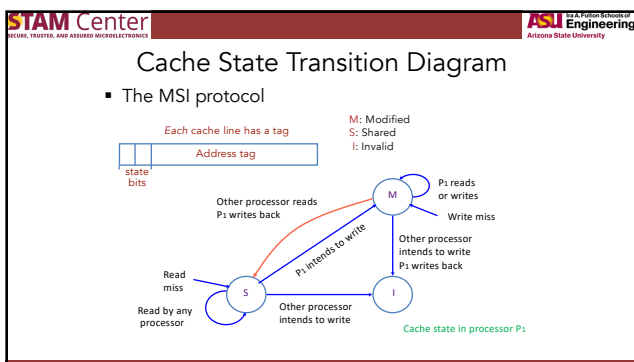 STAM Center
SECURE, TRUSTED, AND ASSURED MICROELECTRONICS
ASU Ira A. Fulton Schools of
Engineering
Arizona State University
Cache State Transition Diagram
▪ The MSI protocol
Each cache line has a tag
Address tag
state
bits
M: Modified
S: Shared
I: Invalid
M
P1 reads
or writes
Write miss
Other processor reads
P1 writes back
P1 intends to write
Other processor
intends to write
P1 writes back
Read
miss
S
Read by any
processor
Other processor
intends to write
I
Cache state in processor P1